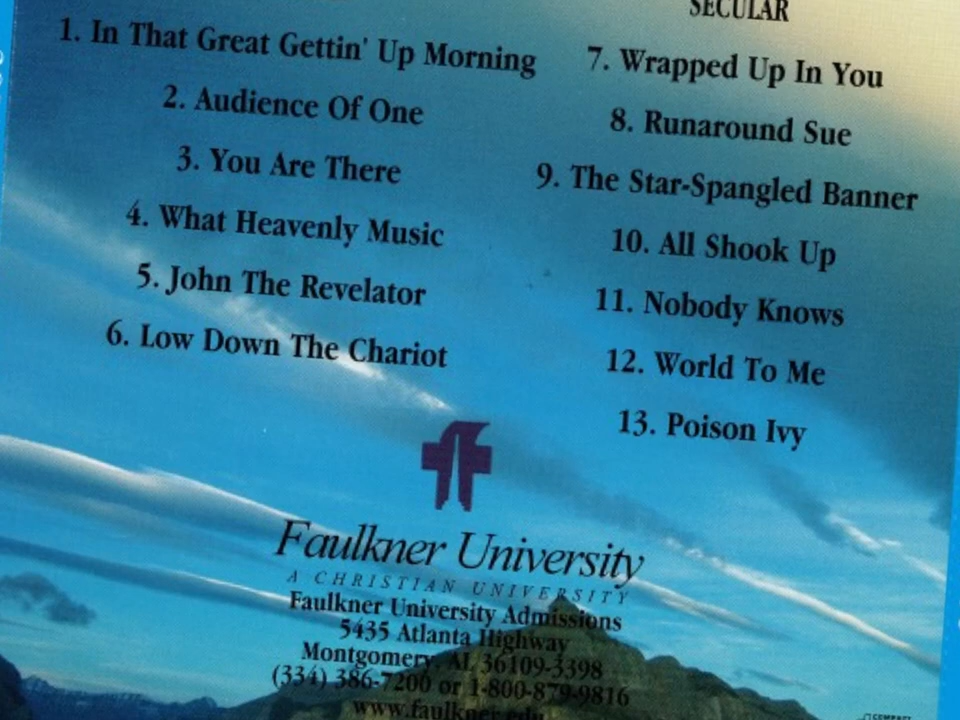 SECULAR
1. In That Great Gettin' Up Morning
2. Audience Of One
3. You Are There
4. What Heavenly Music
5. John The Revelator
6. Low Down The Chariot
7. Wrapped Up In You
8. Runaround Sue
9. The Star-Spangled Banner
10. All Shook Up
11. Nobody Knows
12. World To Me
13. Poison Ivy
Faulkner University
A CHRISTIAN UNIVERSITY
Faulkner University Admissions
5435 Atlanta Highway
Montgomery, AL 36109-3398
(334) 386-7200 or 1-800-879-9816
www.faulkner.edu
COMPACT